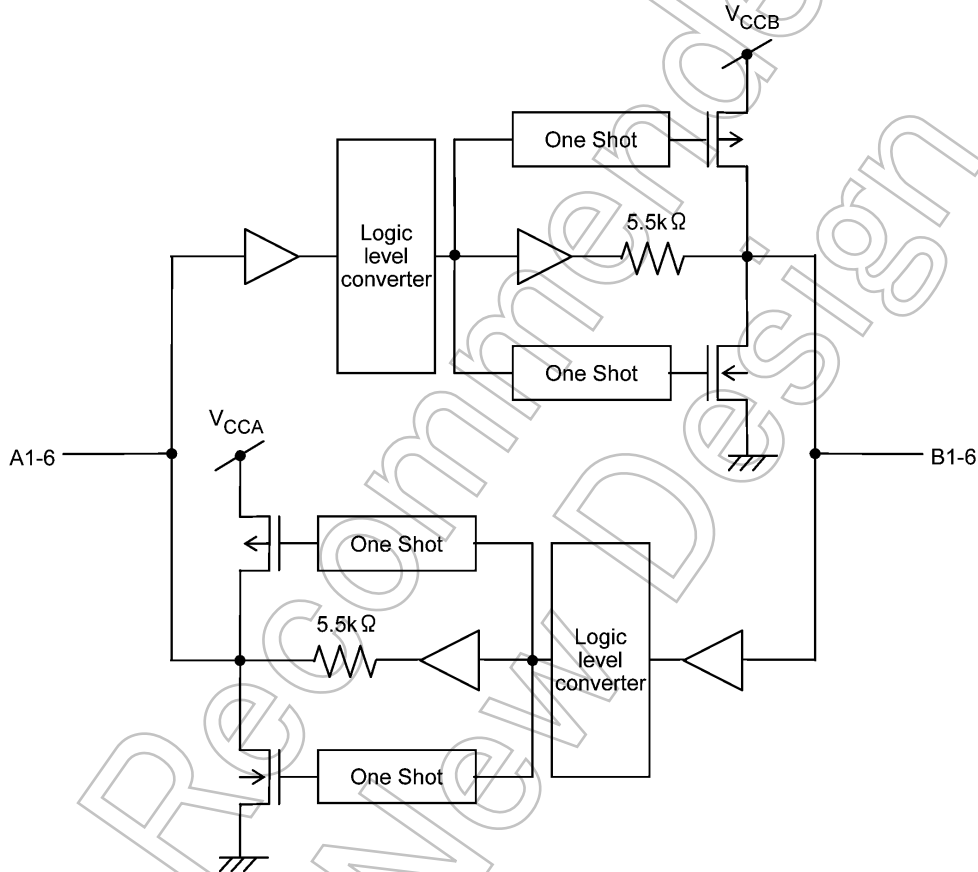 VCCB
One Shot
5.5kΩ
Logic
level
converter
One Shot
VCCA
A1-6
B1-6
One Shot
5.5kΩ
Logic
level
converter
One Shot
Recommende
New Design